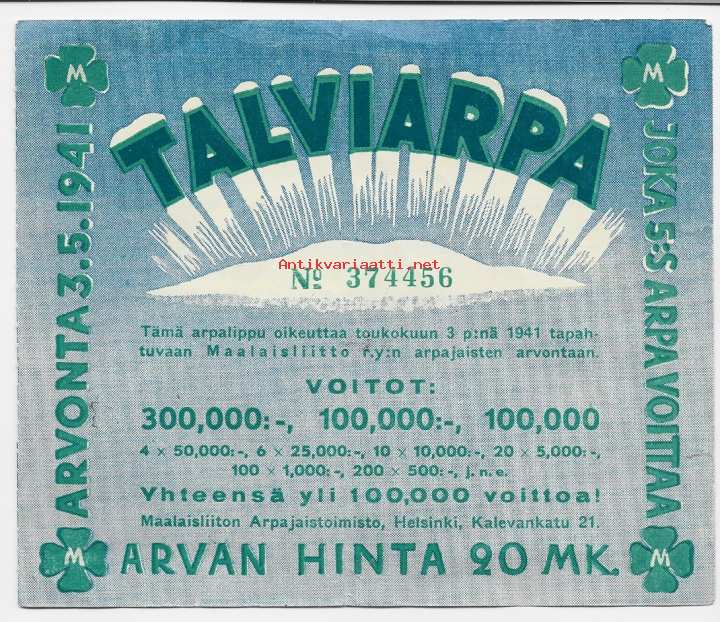 M
M
TALVIARPA
ARVONTA 3.5.1941
JOKA 5:S ARPA VOITTAA
Antikvariaatti.net
Nº 374456
Tämä arpalippu oikeuttaa toukokuun 3 p:nä 1941 tapah-
tuvaan Maalaisliitto r.y:n arpajaisten arvontaan.
VOITOT:
300,000:-, 100,000:-, 100,000
4 × 50,000:-, 6 × 25,000:-, 10 × 10,000:-, 20 × 5,000:-,
100 × 1,000:-, 200 × 500:-, j.n.e.
Yhteensä yli 100,000 voittoa!
Maalaisliiton Arpajaistoimisto, Helsinki, Kalevankatu 21.
M
ARVAN HINTA 20 MK.
M